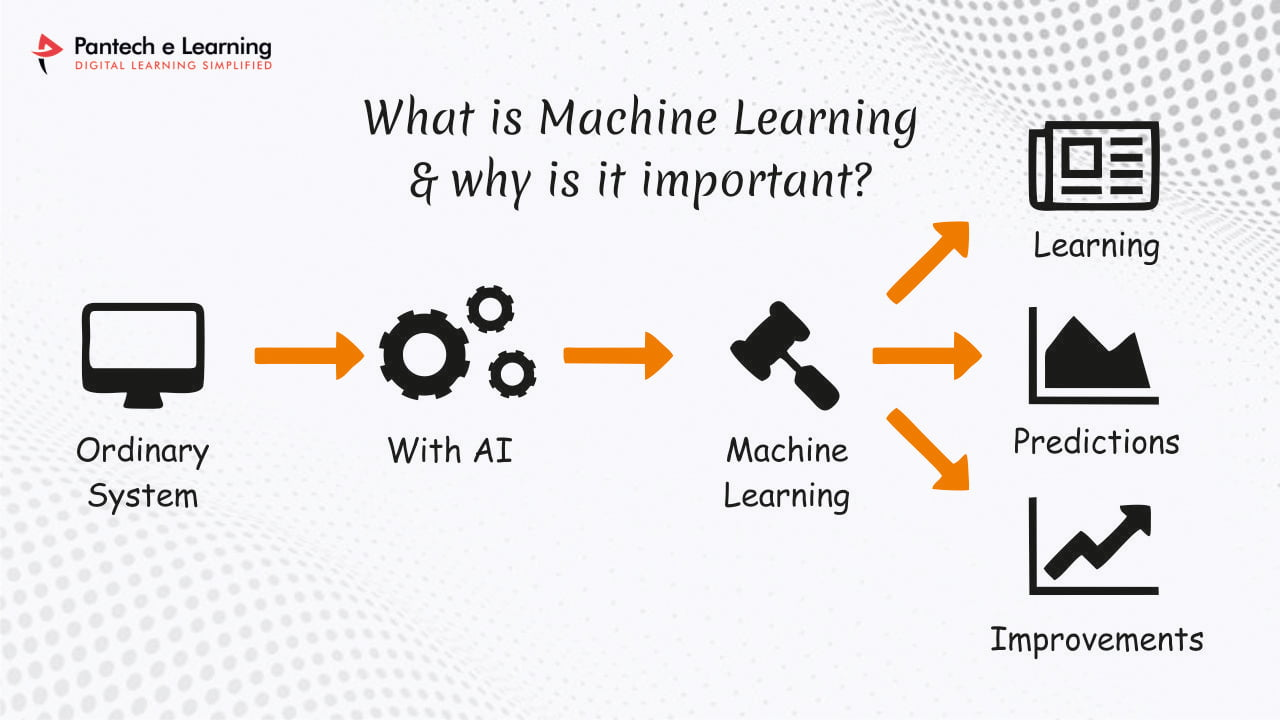 Pantech e Learning
DIGITAL LEARNING SIMPLIFIED
What is Machine Learning
& why is it important?
Ordinary
System
With AI
Machine
Learning
Learning
Predictions
Improvements